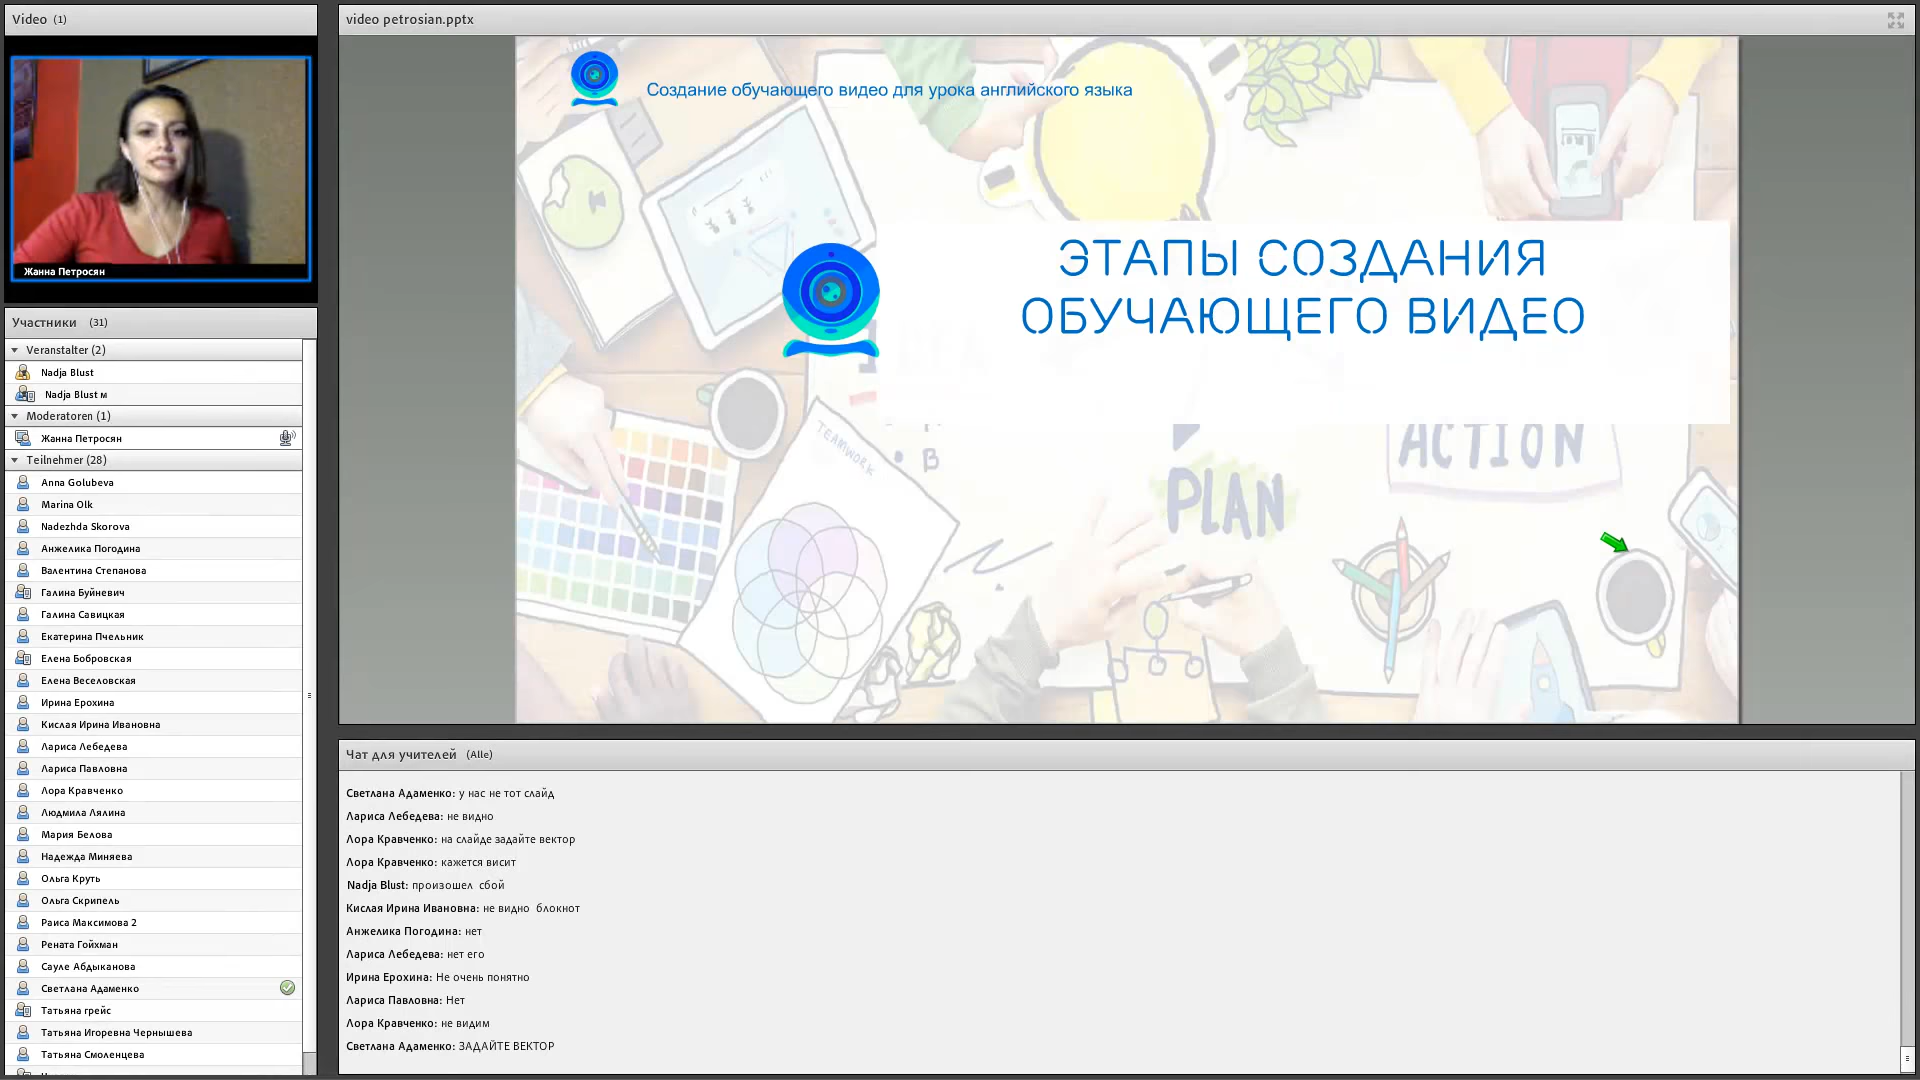 Video (1)
Жанна Петросян
Участники (31)
Veranstalter (2)
Nadja Blust
Nadja Blust м
Moderatoren (1)
Жанна Петросян
Teilnehmer (28)
Anna Golubeva
Marina Olk
Nadezhda Skorova
Анжелика Погодина
Валентина Степанова
Галина Буйневич
Галина Савицкая
Екатерина Пчельник
Елена Бобровская
Елена Веселовская
Ирина Ерохина
Кислая Ирина Ивановна
Лариса Лебедева
Лариса Павловна
Лора Кравченко
Людмила Лялина
Мария Белова
Надежда Миняева
Ольга Круть
Ольга Скрипель
Раиса Максимова 2
Рената Гойхман
Сауле Абдыканова
Светлана Адаменко
Татьяна грейс
Татьяна Игоревна Чернышева
Татьяна Смоленцева
video petrosian.pptx
Создание обучающего видео для урока английского языка
ЭТАПЫ СОЗДАНИЯ
ОБУЧАЮЩЕГО ВИДЕО
TEAMWORK
B
PLAN
ACTION
Чат для учителей (Alle)
Светлана Адаменко: у нас не тот слайд
Лариса Лебедева: не видно
Лора Кравченко: на слайде задайте вектор
Лора Кравченко: кажется висит
Nadja Blust: произошел сбой
Кислая Ирина Ивановна: не видно блокнот
Анжелика Погодина: нет
Лариса Лебедева: нет его
Ирина Ерохина: Не очень понятно
Лариса Павловна: Нет
Лора Кравченко: не видим
Светлана Адаменко: ЗАДАЙТЕ ВЕКТОР